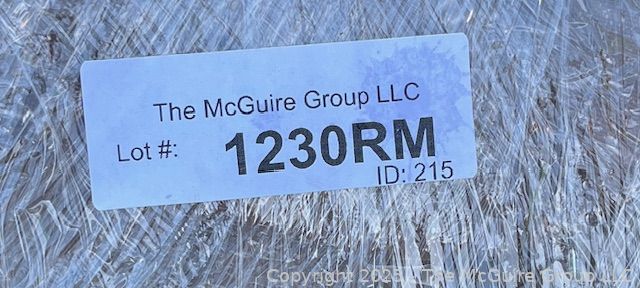 The McGuire Group LLC
Lot #: 1230RM
ID: 215
Copyright 2025, The McGuire Group LLC